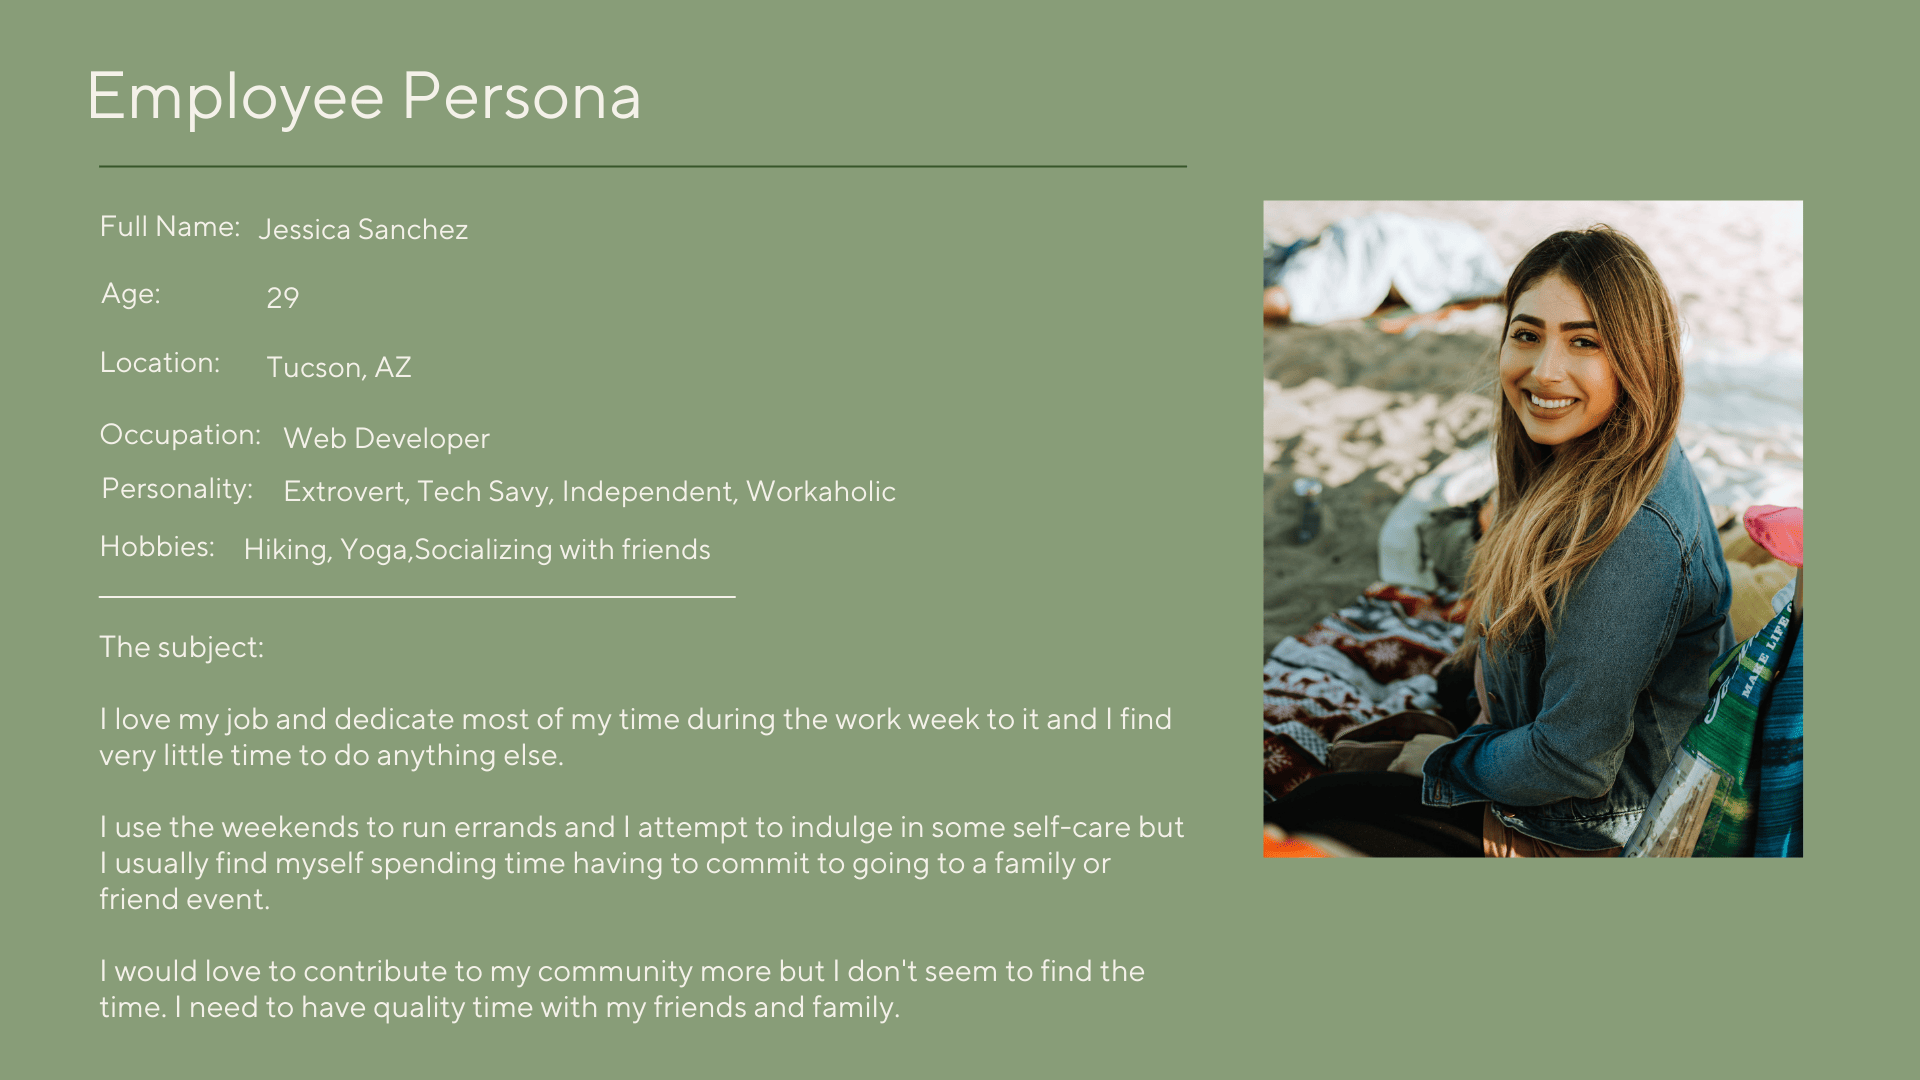 Employee Persona
Full Name: Jessica Sanchez
Age: 29
Location: Tucson, AZ
Occupation: Web Developer
Personality: Extrovert, Tech Savy, Independent, Workaholic
Hobbies: Hiking, Yoga,Socializing with friends
The subject:
I love my job and dedicate most of my time during the work week to it and I find
very little time to do anything else.
I use the weekends to run errands and I attempt to indulge in some self-care but
I usually find myself spending time having to commit to going to a family or
friend event.
I would love to contribute to my community more but I don't seem to find the
time. I need to have quality time with my friends and family.
MAKE LIFE